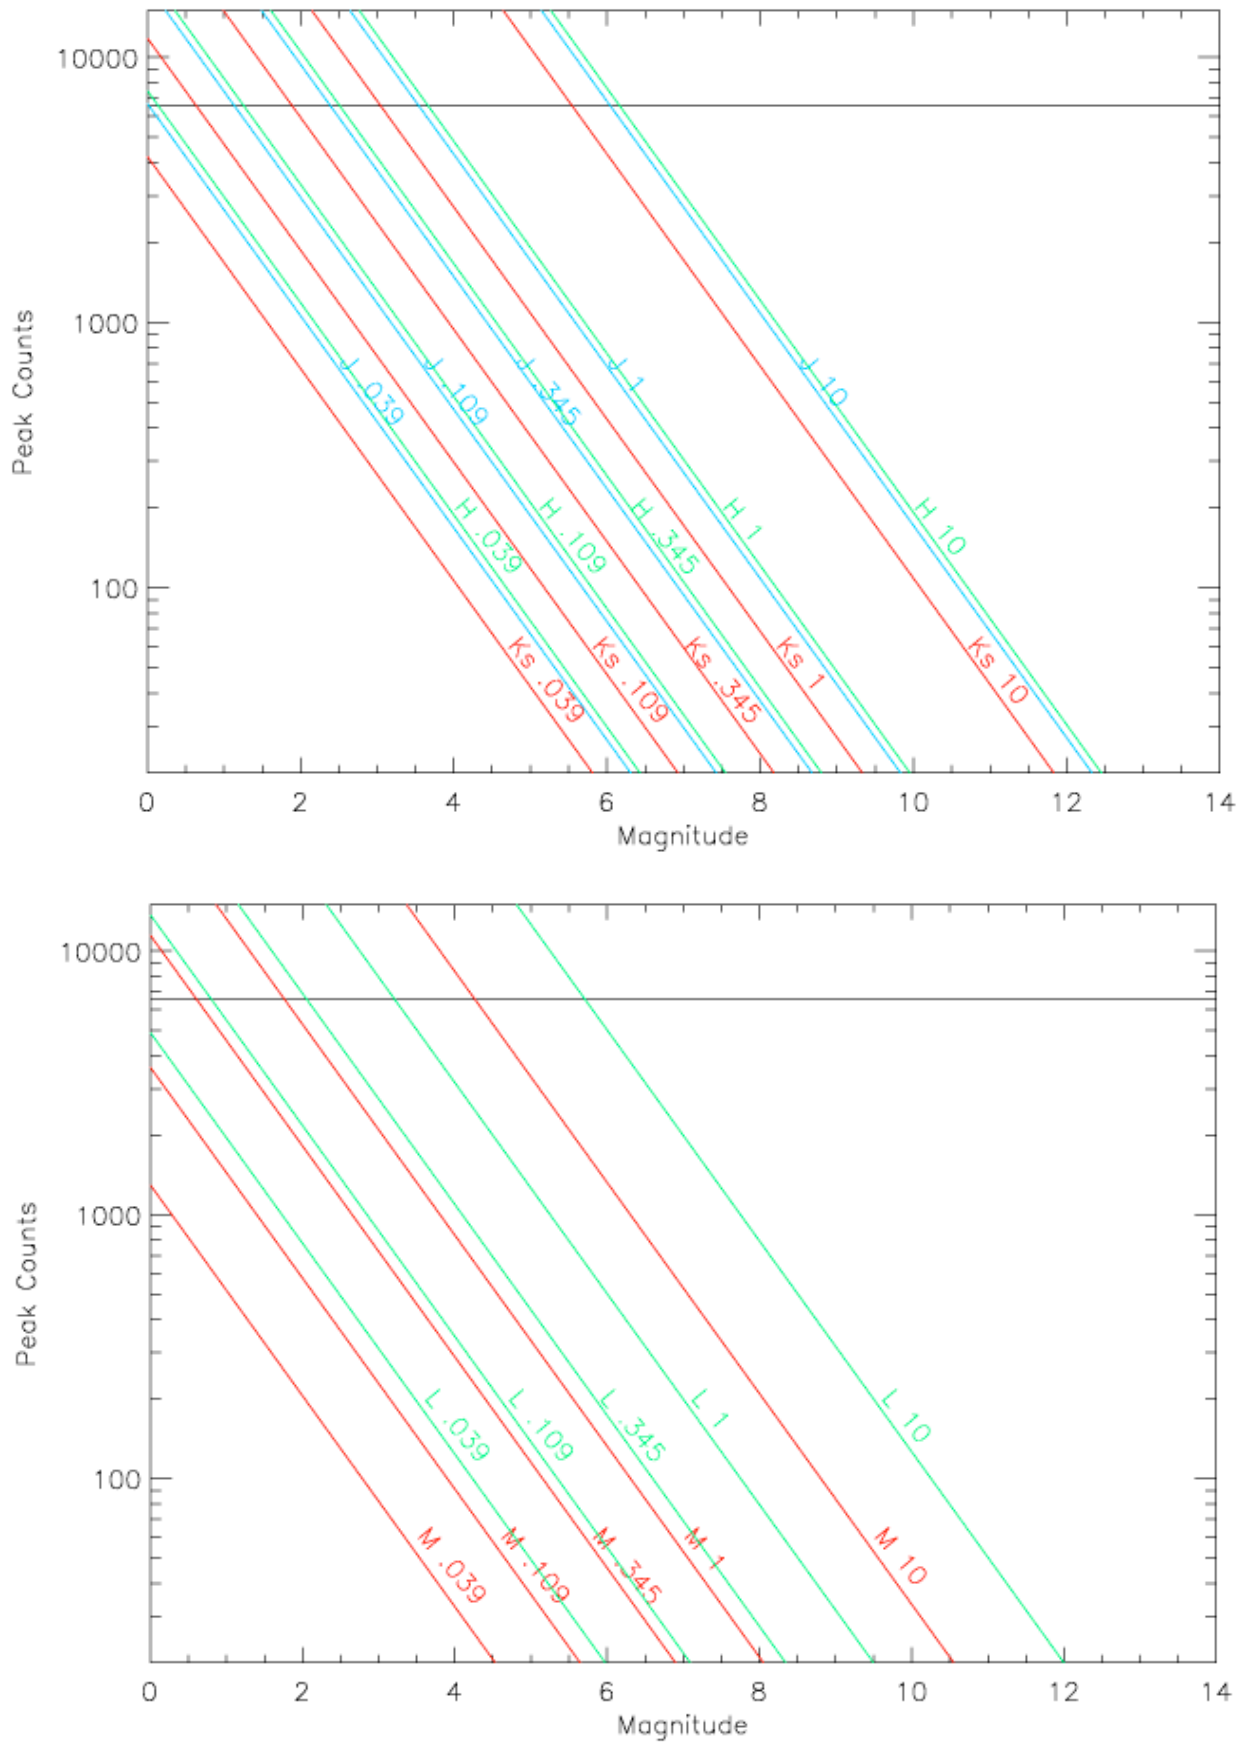 10000
1000
100
Peak Counts
J .039
J .109
J .345
J 1
J 10
H .039
H .109
H .345
H 1
H 10
Ks .039
Ks .109
Ks .345
Ks 1
Ks 10
0 2 4 6 8 10 12 14
Magnitude
10000
1000
100
Peak Counts
L .039
L .109
L .345
L 1
L 10
M .039
M .109
M .345
M 1
M 10
0 2 4 6 8 10 12 14
Magnitude